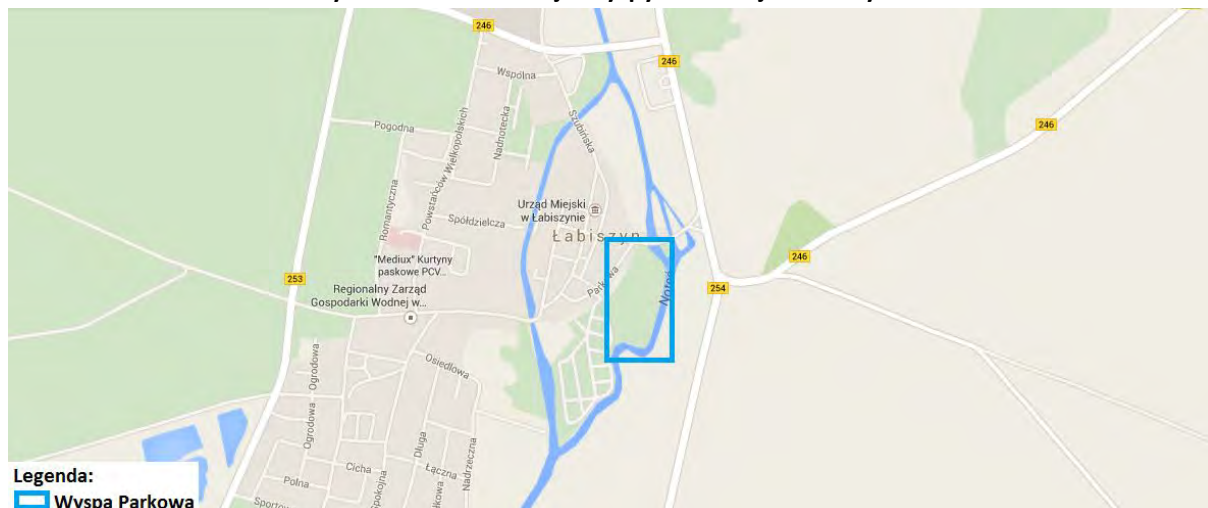 246
Wspólna
246
Szubińska
Pogodna
Nadnotecka
Powstańców Wielkopolskich
246
Romantyczna
Urząd Miejski
w Łabiszynie
Spółdzielcza
Łabiszyn
"Mediux" Kurtyny
paskowe PCV...
246
253
Parkowa
Noteć
254
Regionalny Zarząd
Gospodarki Wodnej w...
Osiedlowa
Ogrodowa
Ogrodowa
Długa
Nadrzeczna
Cicha
Łączna
Polna
Spokojna
Legenda:
Wyspa Parkowa